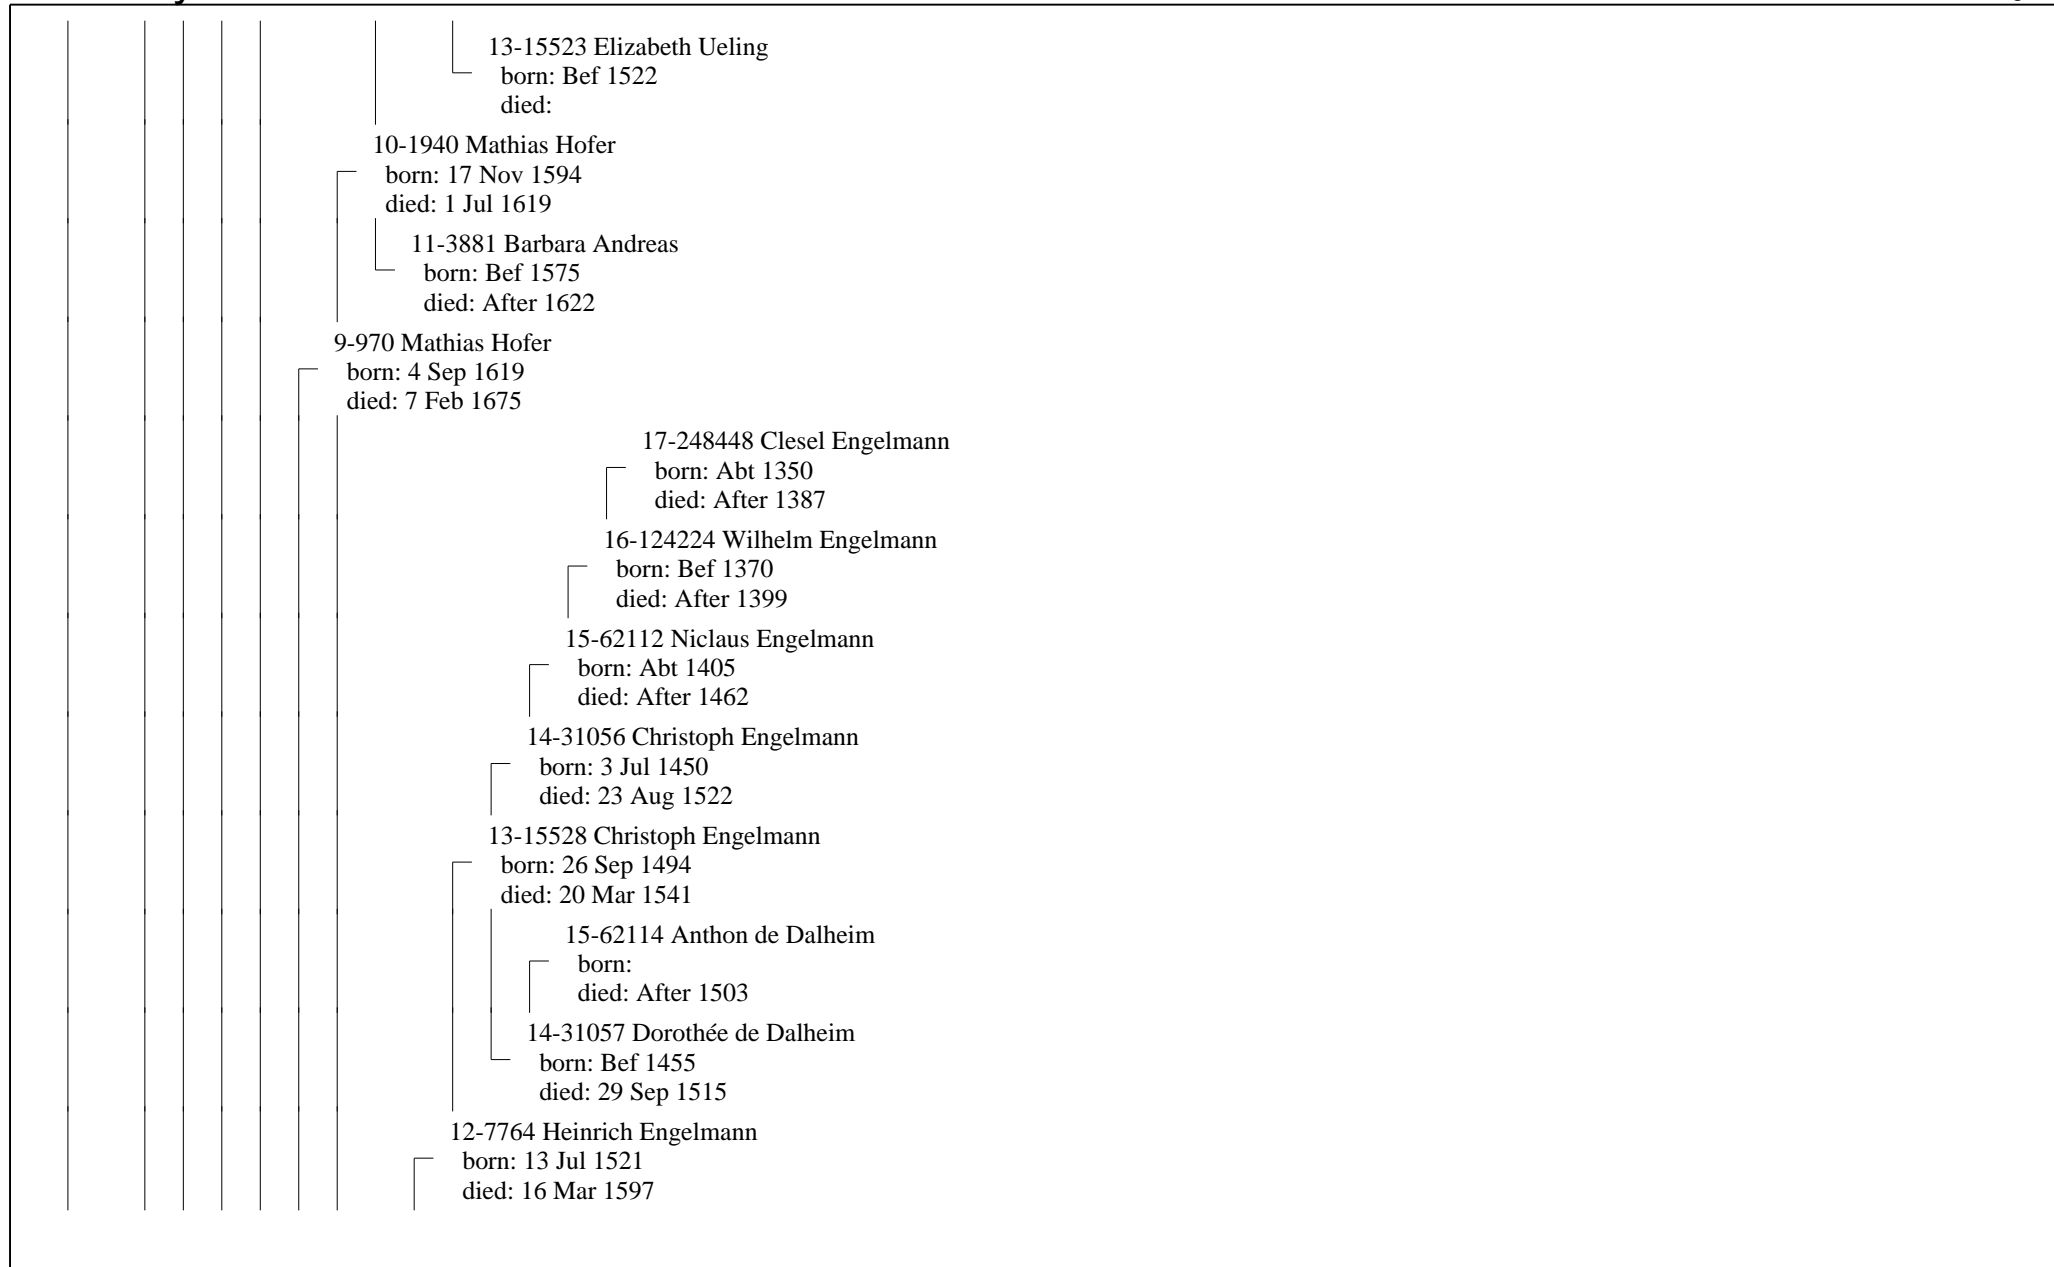 13-15523 Elizabeth Ueling
born: Bef 1522
died:
10-1940 Mathias Hofer
born: 17 Nov 1594
died: 1 Jul 1619
11-3881 Barbara Andreas
born: Bef 1575
died: After 1622
9-970 Mathias Hofer
born: 4 Sep 1619
died: 7 Feb 1675
17-248448 Clesel Engelmann
born: Abt 1350
died: After 1387
16-124224 Wilhelm Engelmann
born: Bef 1370
died: After 1399
15-62112 Niclaus Engelmann
born: Abt 1405
died: After 1462
14-31056 Christoph Engelmann
born: 3 Jul 1450
died: 23 Aug 1522
13-15528 Christoph Engelmann
born: 26 Sep 1494
died: 20 Mar 1541
15-62114 Anthon de Dalheim
born:
died: After 1503
14-31057 Dorothée de Dalheim
born: Bef 1455
died: 29 Sep 1515
12-7764 Heinrich Engelmann
born: 13 Jul 1521
died: 16 Mar 1597